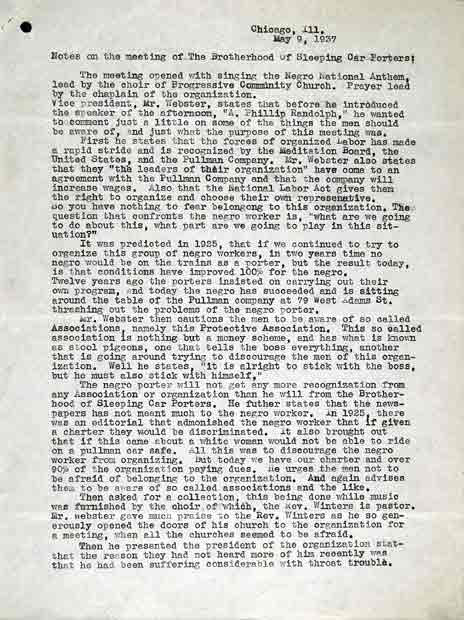 Chicago, Ill.
May 9, 1937
Notes on the meeting of The Brotherhood of Sleeping Car Porters:
The meeting opened with singing the Negro National Anthem,
lead by the choir of Progressive Community Church. Prayer lead
by the chaplain of the organization.
Vice president, Mr. Webster, states that before he introduced
the speaker of the afternoon, "A. Phillip Randolph," he wanted
to comment just a little on some of the things the men should
be aware of, and just what the purpose of this meeting was.
First he states that the forces of organized Labor has made
a rapid stride and is recognized by the Meditation Board, the
United States, and the Pullman Company. Mr. Webster also states
that they "the leaders of their organization" have come to an
agreement with the Pullman Company and that the company will
increase wages. Also that the National Labor Act gives them
the right to organize and choose their own represenative.
So you have nothing to fear belongong to this organization. The
question that confronts the negro worker is, "what are we going
to do about this, what part are we going to play in this sit-
uation?"
It was predicted in 1925, that if we continued to try to
orgenize this group of negro workers, in two years time no
negro would be on the trains as a porter, but the result today,
is that conditions have improved 100% for the negro.
Twelve years ago the porters insisted on carrying out their
own program, and today the negro has succeeded and is sitting
around the table of the Pullman company at 79 West Adams St.
thrashing out the problems of the negro porter.
Mr. Webster then cautions the men to be aware of so called
Associations, namely this Protective Association. This so called
association is nothing but a money scheme, and has what is known
as stool pigeons, one that tells the boss everything, another
that is going around trying to discourage the men of this organ-
ization. Well he states, "it is alright to stick with the boss,
but he must also stick with himself."
The negro porter will not get any more recognization from
any Association or organization than he will from the Brother-
hood of Sleeping Car Porters. He futher states that the news-
papers has not meant much to the negro worker. In 1925, there
was an editorial that admonished the negro worker that if given
a charter they would be discriminated. It also brought out
that if this came about a white woman would not be able to ride
on a pullman car safe. All this was to discourage the negro
worker from organizing. But today we have our charter and over
90% of the organization paying dues. He urges the men not to
be afraid of belonging to the organization. And again advises
them to be aware of so called associations and the like.
Then asked for a collection, this being done while music
was furnished by the choir of which, the Rev. Winters is pastor.
Mr. Webster gave much praise to the Rev. Winters as he so gen-
erously opened the doors of his church to the organization for
a meeting, when all the churches seemed to be afraid.
Then he presented the president of the organization stat-
that the reason they had not heard more of him recently was
that he had been suffering considerable with throat trouble.